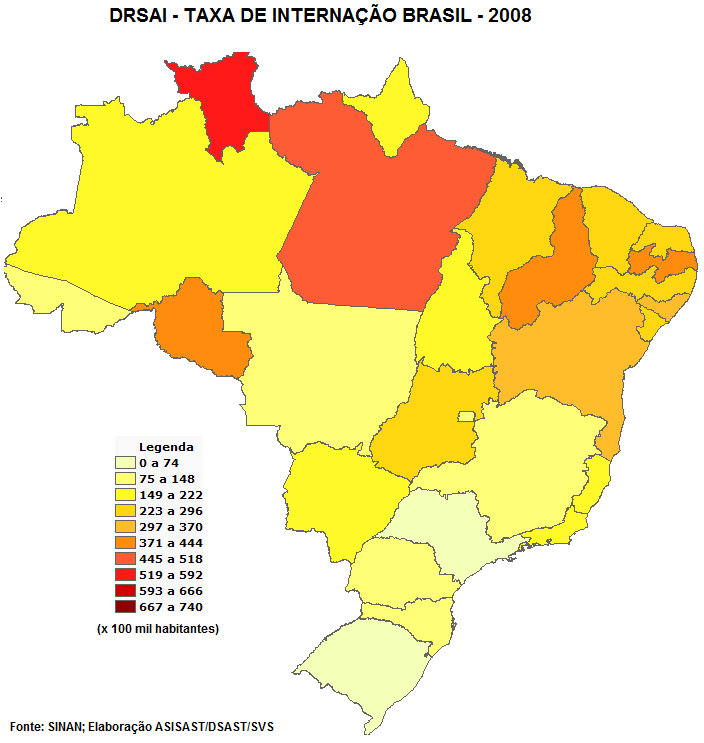 DRSAI - TAXA DE INTERNAÇÃO BRASIL - 2008
Legenda
0 a 74
75 a 148
149 a 222
223 a 296
297 a 370
371 a 444
445 a 518
519 a 592
593 a 666
667 a 740
(x 100 mil habitantes)
Fonte: SINAN; Elaboração ASISAST/DSAST/SVS